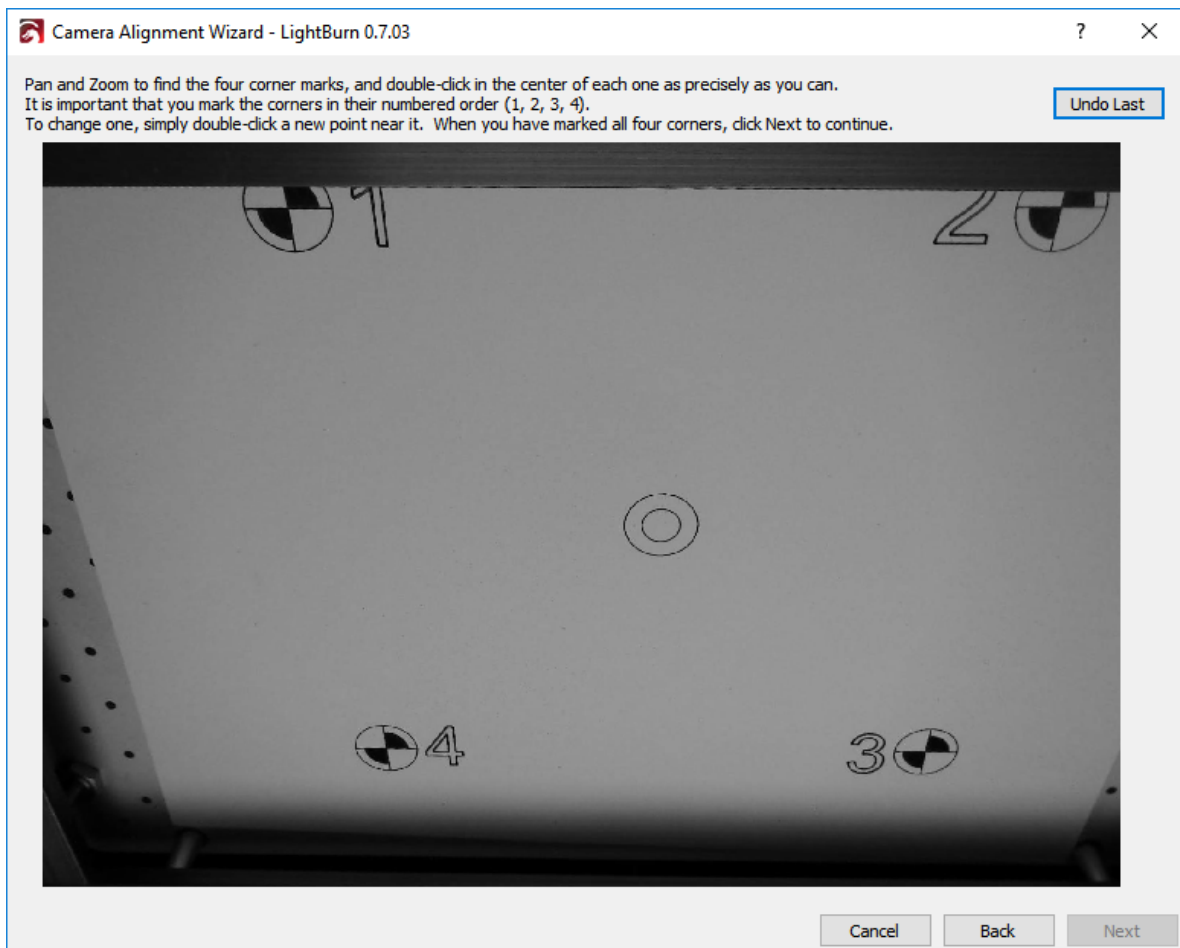 Camera Alignment Wizard - LightBurn 0.7.03
?
Pan and Zoom to find the four corner marks, and double-click in the center of each one as precisely as you can.
It is important that you mark the corners in their numbered order (1, 2, 3, 4).
Undo Last
To change one, simply double-click a new point near it.  When you have marked all four corners, click Next to continue.
1
2
4
3
Cancel
Back
Next